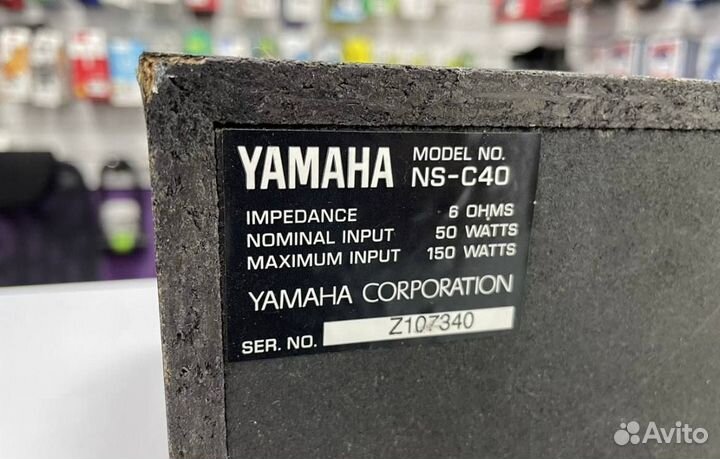 YAMAHA MODEL NO. NS-C40
IMPEDANCE 6 OHMS
NOMINAL INPUT 50 WATTS
MAXIMUM INPUT 150 WATTS
YAMAHA CORPORATION
SER. NO. Z107340
Avito